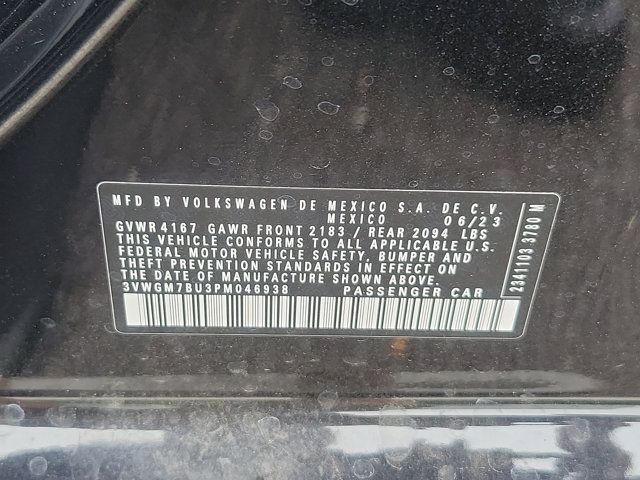 MFD BY VOLKSWAGEN DE MEXICO S.A. DE C.V.
MEXICO 06/23
GVWR 4167 GAWR FRONT 2183 / REAR 2094 LBS
THIS VEHICLE CONFORMS TO ALL APPLICABLE U.S.
FEDERAL MOTOR VEHICLE SAFETY, BUMPER AND
THEFT PREVENTION STANDARDS IN EFFECT ON
THE DATE OF MANUFACTURE SHOWN ABOVE.
3VWGM7BU3PM046938 PASSENGER CAR
2341103 3780 M